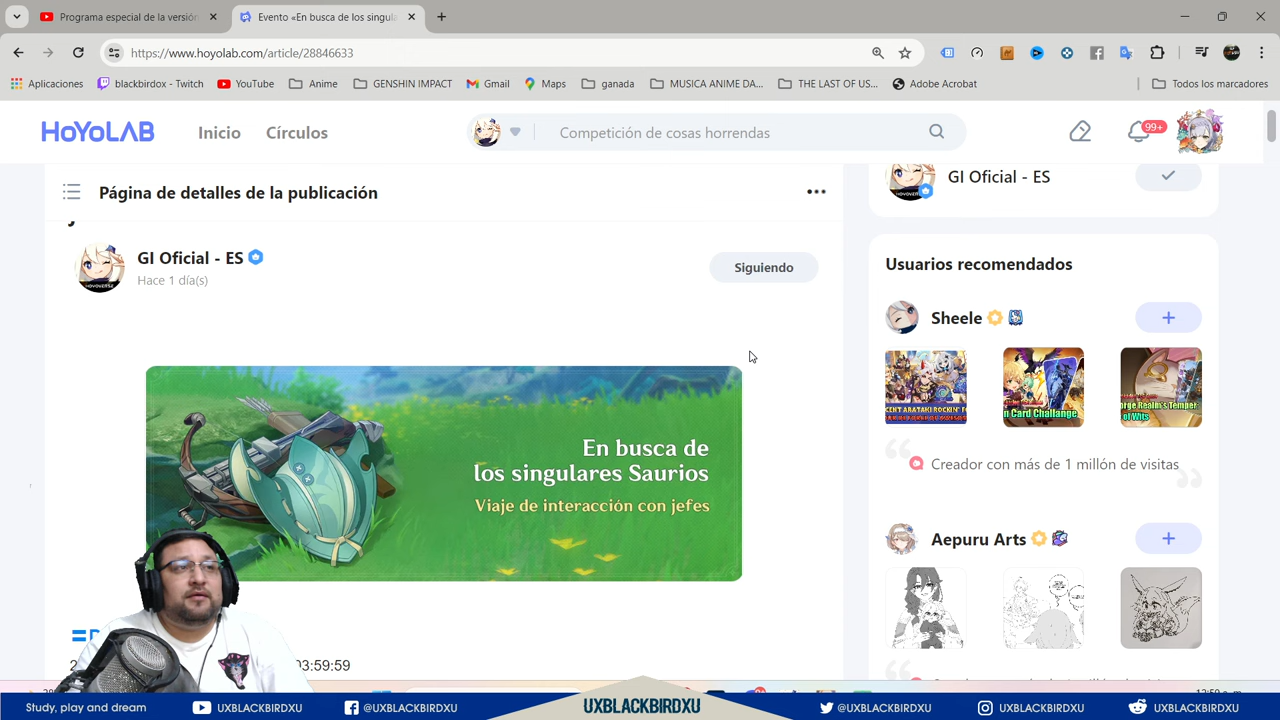 Programa especial de la versión
Evento «En busca de los singula
https://www.hoyolab.com/article/28846633
Aplicaciones
blackbirdox - Twitch
YouTube
Anime
GENSHIN IMPACT
Gmail
Maps
ganada
MUSICA ANIME DA...
THE LAST OF US...
Adobe Acrobat
Todos los marcadores
HoYoLAB
Inicio
Círculos
Competición de cosas horrendas
99+
Página de detalles de la publicación
GI Oficial - ES
GI Oficial - ES
Hace 1 día(s)
Siguiendo
Usuarios recomendados
Sheele
Creador con más de 1 millón de visitas
Aepuru Arts
En busca de
los singulares Saurios
Viaje de interacción con jefes
03:59:59
Study, play and dream
UXBLACKBIRDXU
@UXBLACKBIRDXU
UXBLACKBIRDXU
@UXBLACKBIRDXU
UXBLACKBIRDXU
UXBLACKBIRDXU